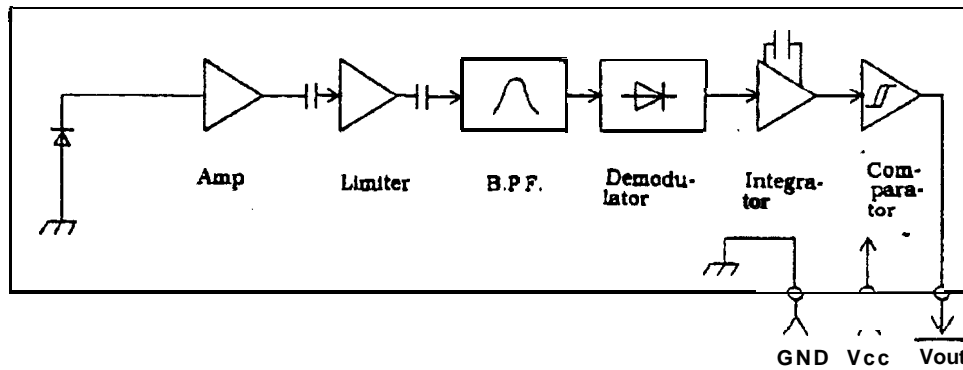 Amp
Limiter
B.P.F.
Demodu-
lator
Integra-
tor
Com-
para-
tor
GND
Vcc
Vout